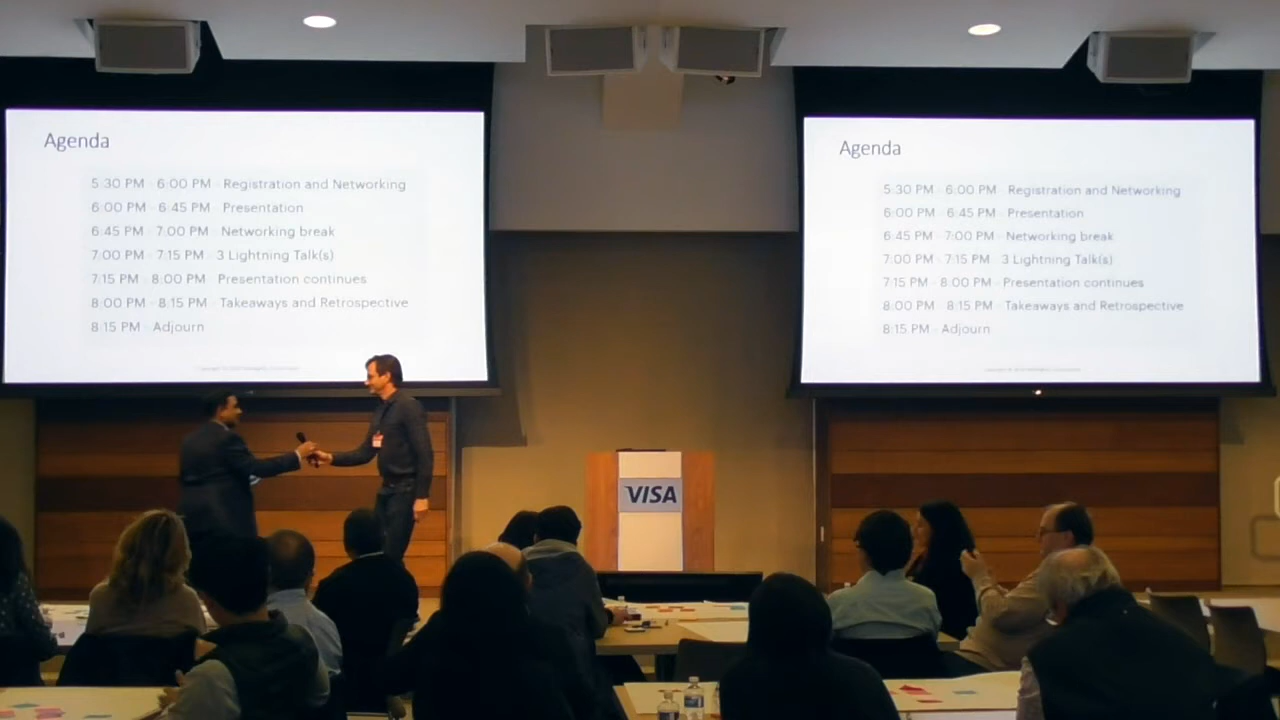 Agenda
5:30 PM - 6:00 PM - Registration and Networking
6:00 PM - 6:45 PM - Presentation
6:45 PM - 7:00 PM - Networking break
7:00 PM - 7:15 PM - 3 Lightning Talk(s)
7:15 PM - 8:00 PM - Presentation continues
8:00 PM - 8:15 PM - Takeaways and Retrospective
8:15 PM - Adjourn
Agenda
5:30 PM - 6:00 PM - Registration and Networking
6:00 PM - 6:45 PM - Presentation
6:45 PM - 7:00 PM - Networking break
7:00 PM - 7:15 PM - 3 Lightning Talk(s)
7:15 PM - 8:00 PM - Presentation continues
8:00 PM - 8:15 PM - Takeaways and Retrospective
8:15 PM - Adjourn
VISA